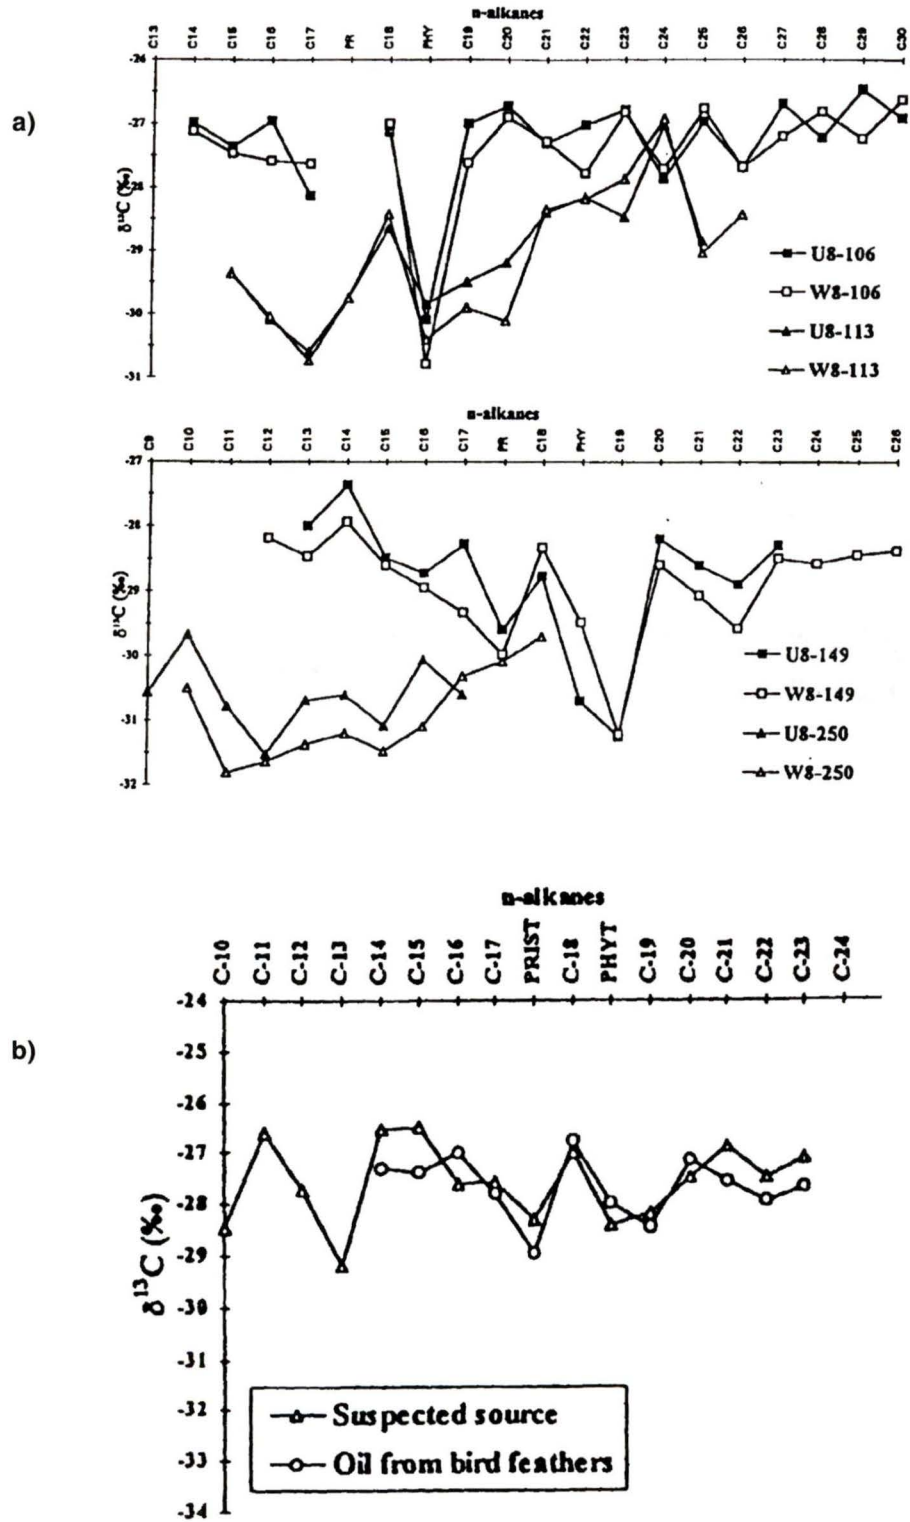 n-alkanes
C13 C14 C15 C16 C17 PR C18 PHY C19 C20 C21 C22 C23 C24 C25 C26 C27 C28 C29 C30
a)
-26
-27
-28
-29
-30
-31
δ¹³C (‰)
U8-106
W8-106
U8-113
W8-113
n-alkanes
C9 C10 C11 C12 C13 C14 C15 C16 C17 PR C18 PHY C19 C20 C21 C22 C23 C24 C25 C26
-27
-28
-29
-30
-31
-32
δ¹³C (‰)
U8-149
W8-149
U8-250
W8-250
n-alkanes
C-10 C-11 C-12 C-13 C-14 C-15 C-16 C-17 PRIST C-18 PHYT C-19 C-20 C-21 C-22 C-23 C-24
b)
-24
-25
-26
-27
-28
-29
-30
-31
-32
-33
-34
δ¹³C (‰)
Suspected source
Oil from bird feathers